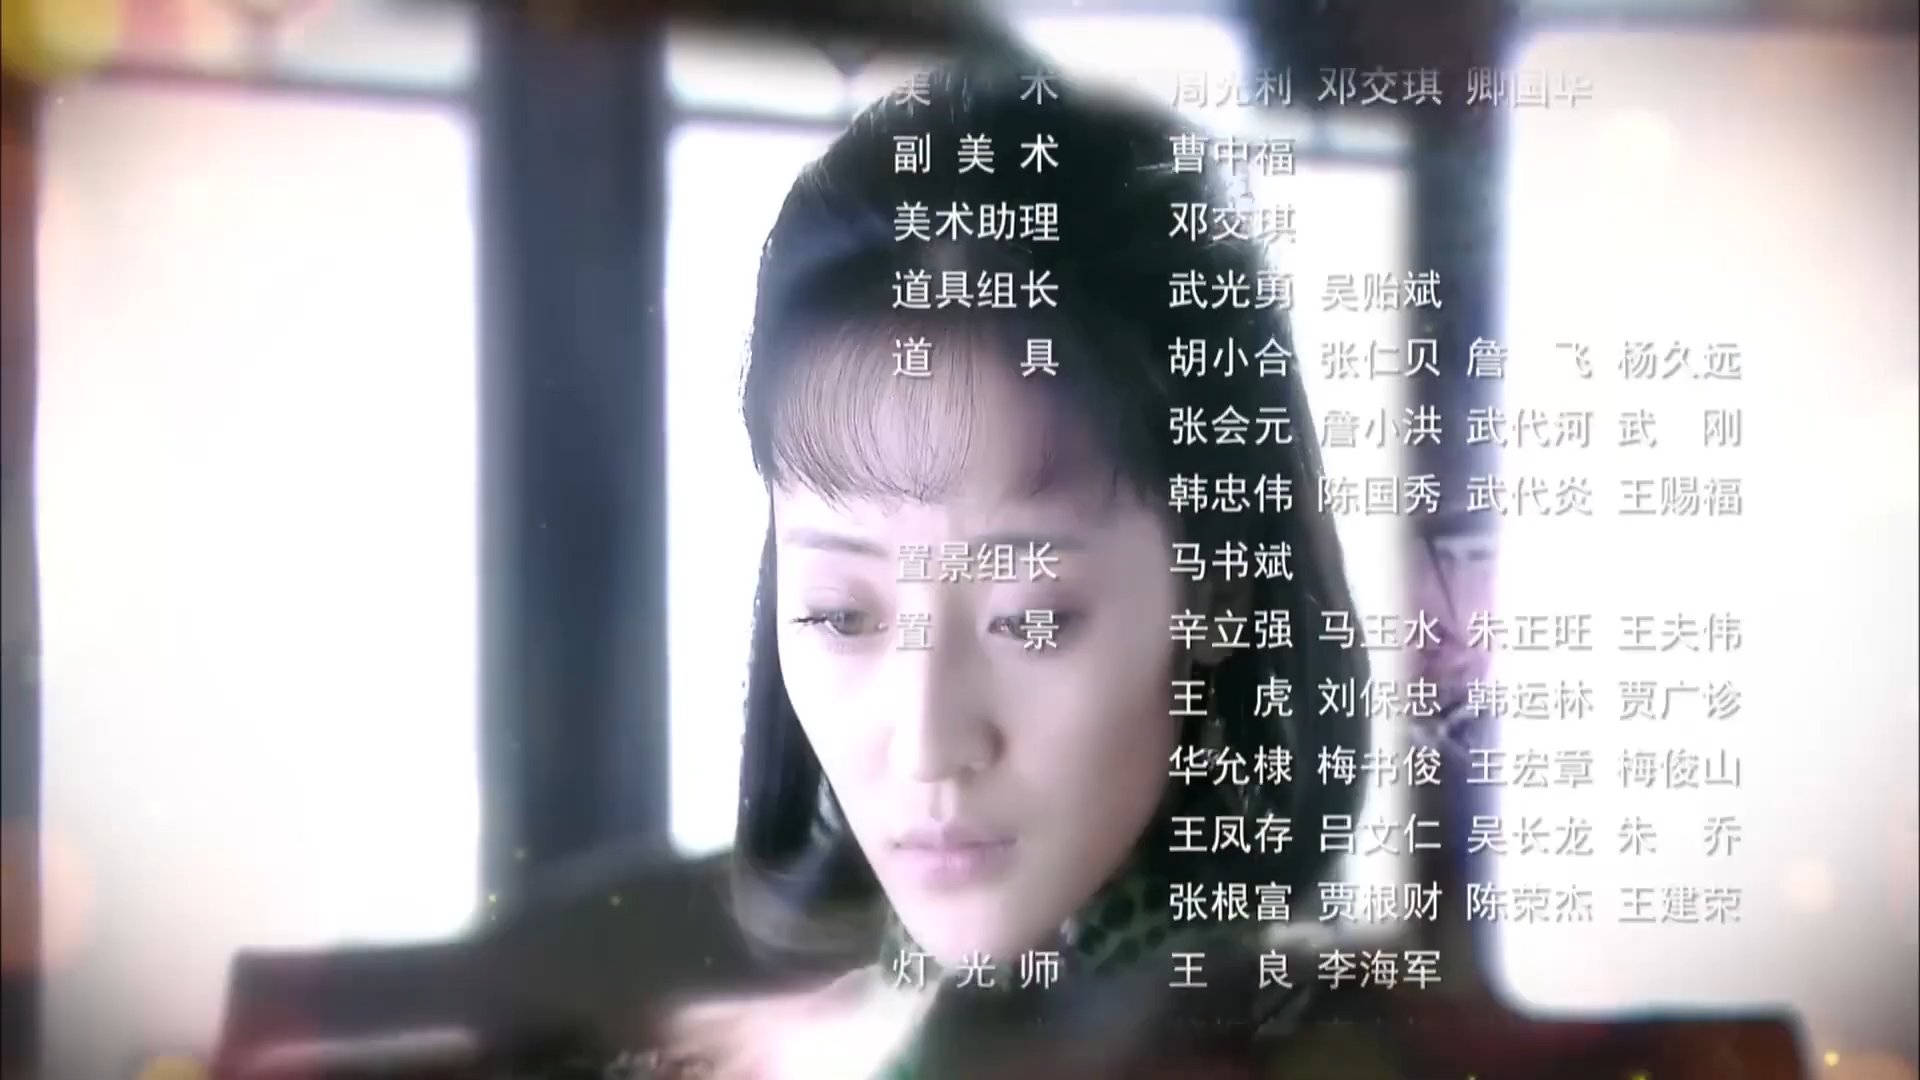 美术 周光利 邓交琪 卿国华
副美术 曹中福
美术助理 邓交琪
道具组长 武光勇 吴贻斌
道具 胡小合 张仁贝 詹飞 杨久远
张会元 詹小洪 武代河 武刚
韩忠伟 陈国秀 武代炎 王赐福
置景组长 马书斌
置景 辛立强 马玉水 朱正旺 王夫伟
王虎 刘保忠 韩运林 贾广诊
华允棣 梅书俊 王宏章 梅俊山
王凤存 吕文仁 吴长龙 朱乔
张根富 贾根财 陈荣杰 王建荣
灯光师 王良 李海军